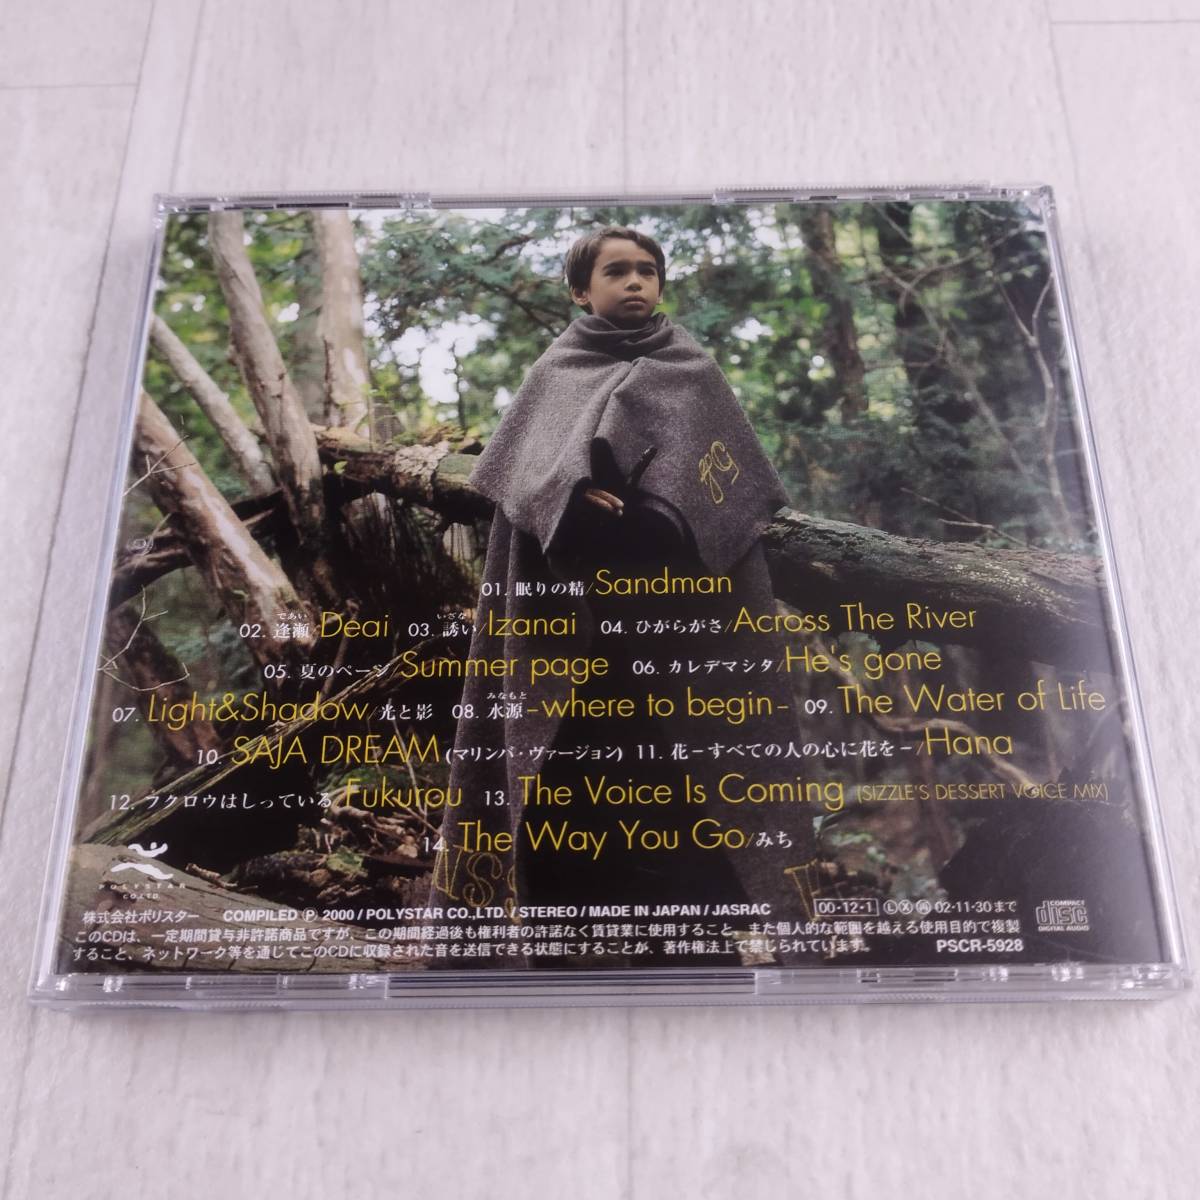 01. 眠りの精/Sandman
であい いざな
02. 逢瀬/Deai 03. 誘い/Izanai 04. ひがらがさ/Across The River
05. 夏のページ/Summer page 06. カレデマシタ/He's gone
みなもと
07. Light&Shadow/光と影 08. 水源-where to begin- 09. The Water of Life
10. SAJA DREAM(マリンバ・ヴァージョン) 11. 花－すべての人の心に花を－/Hana
12. フクロウはしっている/Fukurou 13. The Voice Is Coming (SIZZLE'S DESSERT VOICE MIX)
14. The Way You Go/みち
POLYSTAR
CO.,LTD.
株式会社ポリスター COMPILED Ⓟ 2000 / POLYSTAR CO.,LTD. / STEREO / MADE IN JAPAN / JASRAC 00・12・1 Ⓛ Ⓧ 02・11・30まで
COMPACT disc DIGITAL AUDIO
このCDは、一定期間貸与非許諾商品ですが、この期間経過後も権利者の許諾なく賃貸業に使用すること、また個人的な範囲を越える使用目的で複製
すること、ネットワーク等を通じてこのCDに収録された音を送信できる状態にすることが、著作権法上で禁じられています。 PSCR-5928